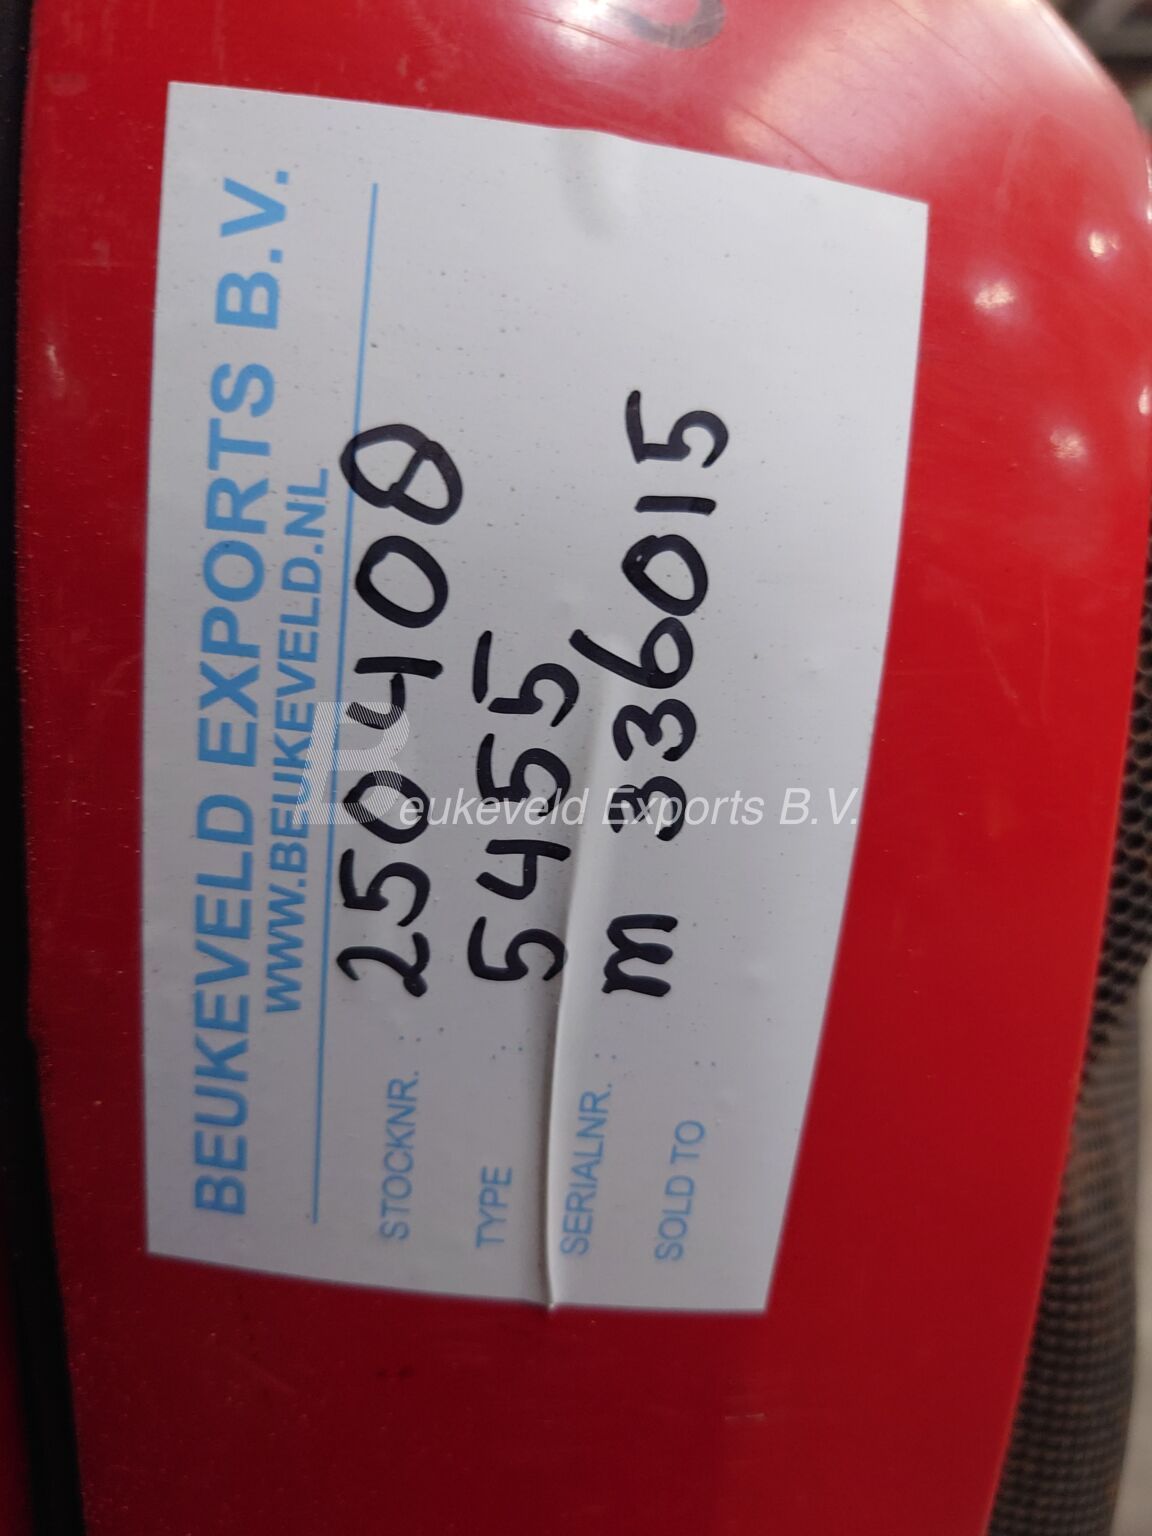 BEUKEVELD EXPORTS B.V.
WWW.BEUKEVELD.NL
STOCKNR. : 250408
TYPE : 5455
SERIALNR. : M 336015
SOLD TO :
Beukeveld Exports B.V.